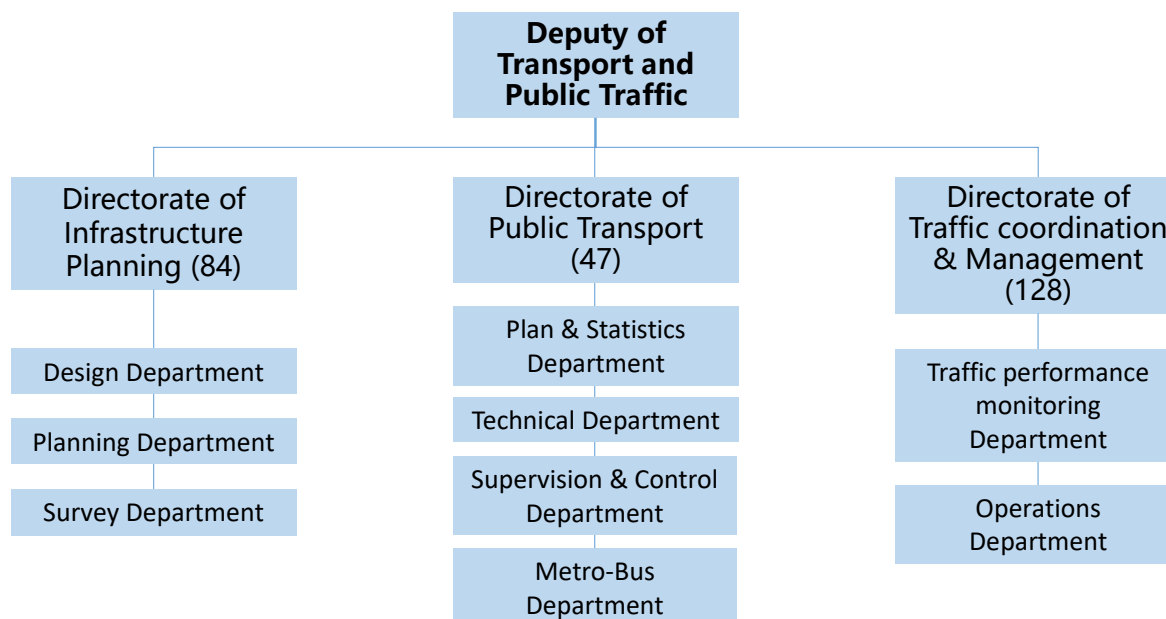 Deputy of
Transport and
Public Traffic
Directorate of
Infrastructure
Planning (84)
Design Department
Planning Department
Survey Department
Directorate of
Public Transport
(47)
Plan & Statistics
Department
Technical Department
Supervision & Control
Department
Metro-Bus
Department
Directorate of
Traffic coordination
& Management
(128)
Traffic performance
monitoring
Department
Operations
Department